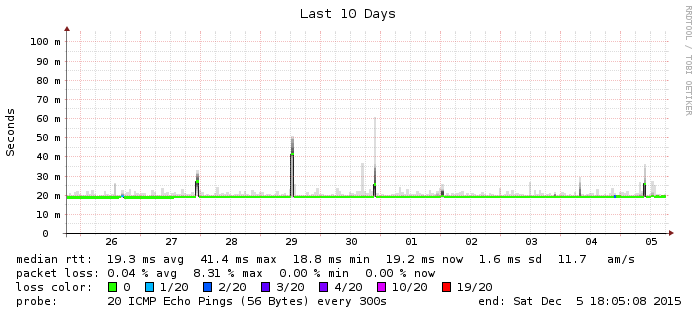 Last 10 Days
RRDTOOL / TOBI OETIKER
Seconds
100 m
90 m
80 m
70 m
60 m
50 m
40 m
30 m
20 m
10 m
0
26 27 28 29 30 01 02 03 04 05
median rtt: 19.3 ms avg 41.4 ms max 18.8 ms min 19.2 ms now 1.6 ms sd 11.7 am/s
packet loss: 0.04 % avg 8.31 % max 0.00 % min 0.00 % now
loss color: 0 1/20 2/20 3/20 4/20 10/20 19/20
probe: 20 ICMP Echo Pings (56 Bytes) every 300s end: Sat Dec 5 18:05:08 2015